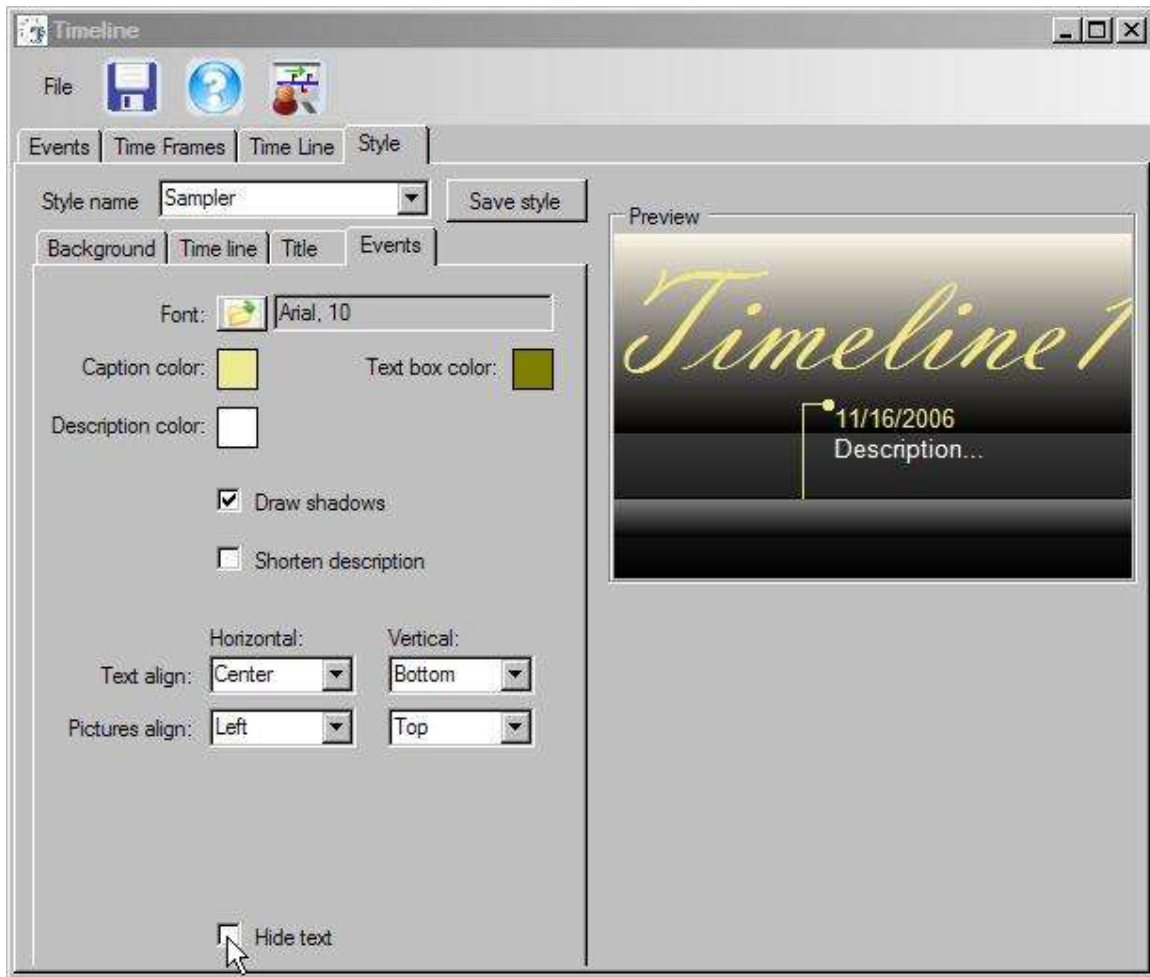 Timeline
File
Events Time Frames Time Line Style
Style name Sampler Save style
Background Time line Title Events
Font: Arial, 10
Caption color: Text box color:
Description color:
Draw shadows
Shorten description
Horizontal: Vertical:
Text align: Center Bottom
Pictures align: Left Top
Hide text
Preview
Timeline1
11/16/2006
Description...